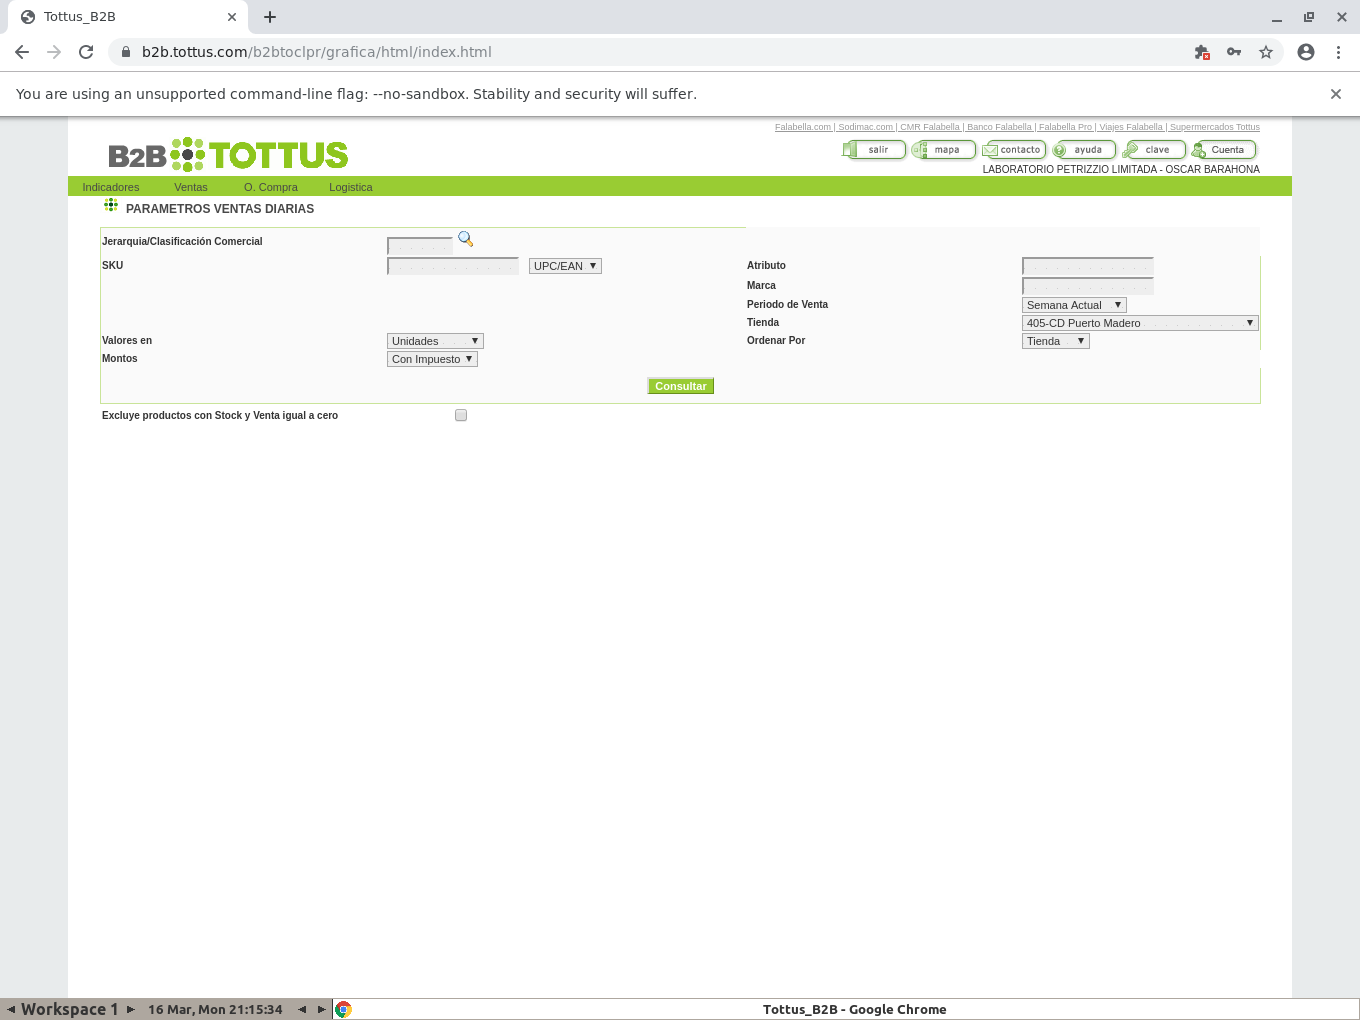 Tottus_B2B
b2b.tottus.com/b2btoclpr/grafica/html/index.html
You are using an unsupported command-line flag: --no-sandbox. Stability and security will suffer.
Falabella.com | Sodimac.com | CMR Falabella | Banco Falabella | Falabella Pro | Viajes Falabella | Supermercados Tottus
B2B TOTTUS
salir mapa contacto ayuda clave Cuenta
LABORATORIO PETRIZZIO LIMITADA - OSCAR BARAHONA
Indicadores Ventas O. Compra Logistica
PARAMETROS VENTAS DIARIAS
Jerarquia/Clasificación Comercial
SKU UPC/EAN Atributo
Marca
Periodo de Venta Semana Actual
Tienda 405-CD Puerto Madero
Valores en Unidades Ordenar Por Tienda
Montos Con Impuesto
Consultar
Excluye productos con Stock y Venta igual a cero
Workspace 1 16 Mar, Mon 21:15:34 Tottus_B2B - Google Chrome